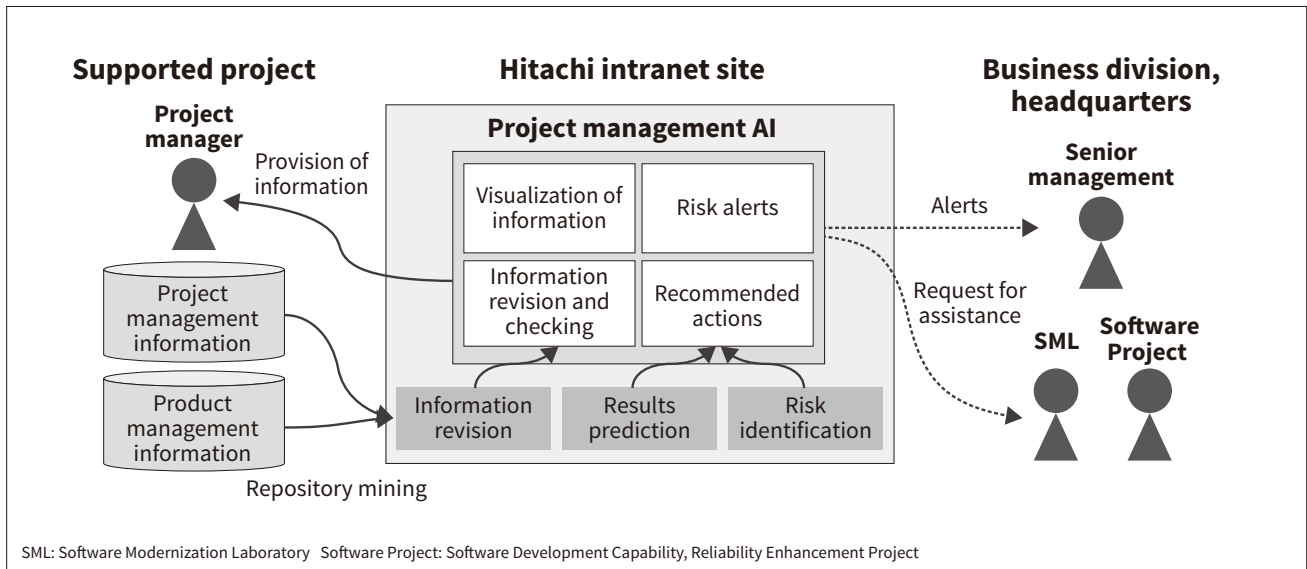 Supported project
Project
manager
Provision of
information
Project
management
information
Product
management
information
Repository mining
Hitachi intranet site
Project management AI
Visualization of
information
Risk alerts
Information
revision and
checking
Recommended
actions
Information
revision
Results
prediction
Risk
identification
Business division,
headquarters
Senior
management
Alerts
Request for
assistance
SML
Software
Project
SML: Software Modernization Laboratory Software Project: Software Development Capability, Reliability Enhancement Project